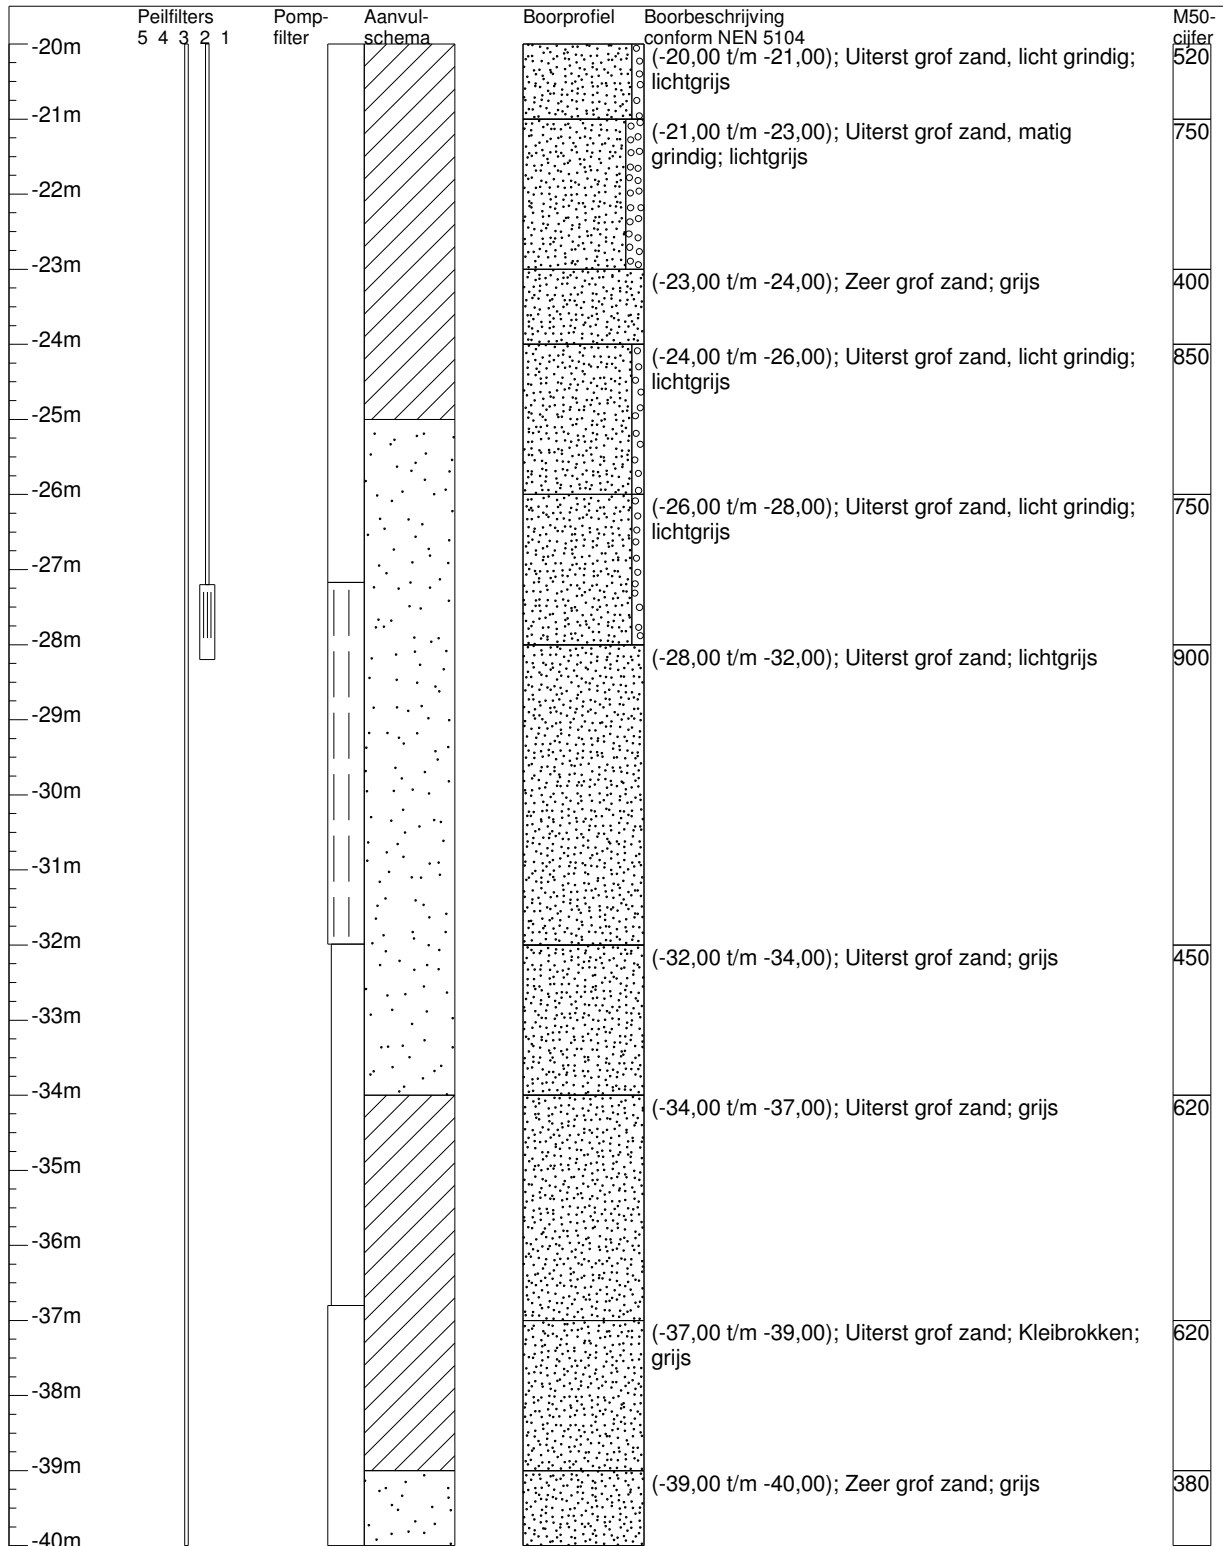 Peilfilters Pomp- Aanvul- Boorprofiel Boorbeschrijving M50-
5 4 3 2 1 filter schema conform NEN 5104 cijfer
-20m (-20,00 t/m -21,00); Uiterst grof zand, licht grindig; 520
lichtgrijs
-21m (-21,00 t/m -23,00); Uiterst grof zand, matig 750
grindig; lichtgrijs
-22m
-23m (-23,00 t/m -24,00); Zeer grof zand; grijs 400
-24m (-24,00 t/m -26,00); Uiterst grof zand, licht grindig; 850
lichtgrijs
-25m
-26m (-26,00 t/m -28,00); Uiterst grof zand, licht grindig; 750
lichtgrijs
-27m
-28m (-28,00 t/m -32,00); Uiterst grof zand; lichtgrijs 900
-29m
-30m
-31m
-32m (-32,00 t/m -34,00); Uiterst grof zand; grijs 450
-33m
-34m (-34,00 t/m -37,00); Uiterst grof zand; grijs 620
-35m
-36m
-37m (-37,00 t/m -39,00); Uiterst grof zand; Kleibrokken; 620
grijs
-38m
-39m (-39,00 t/m -40,00); Zeer grof zand; grijs 380
-40m